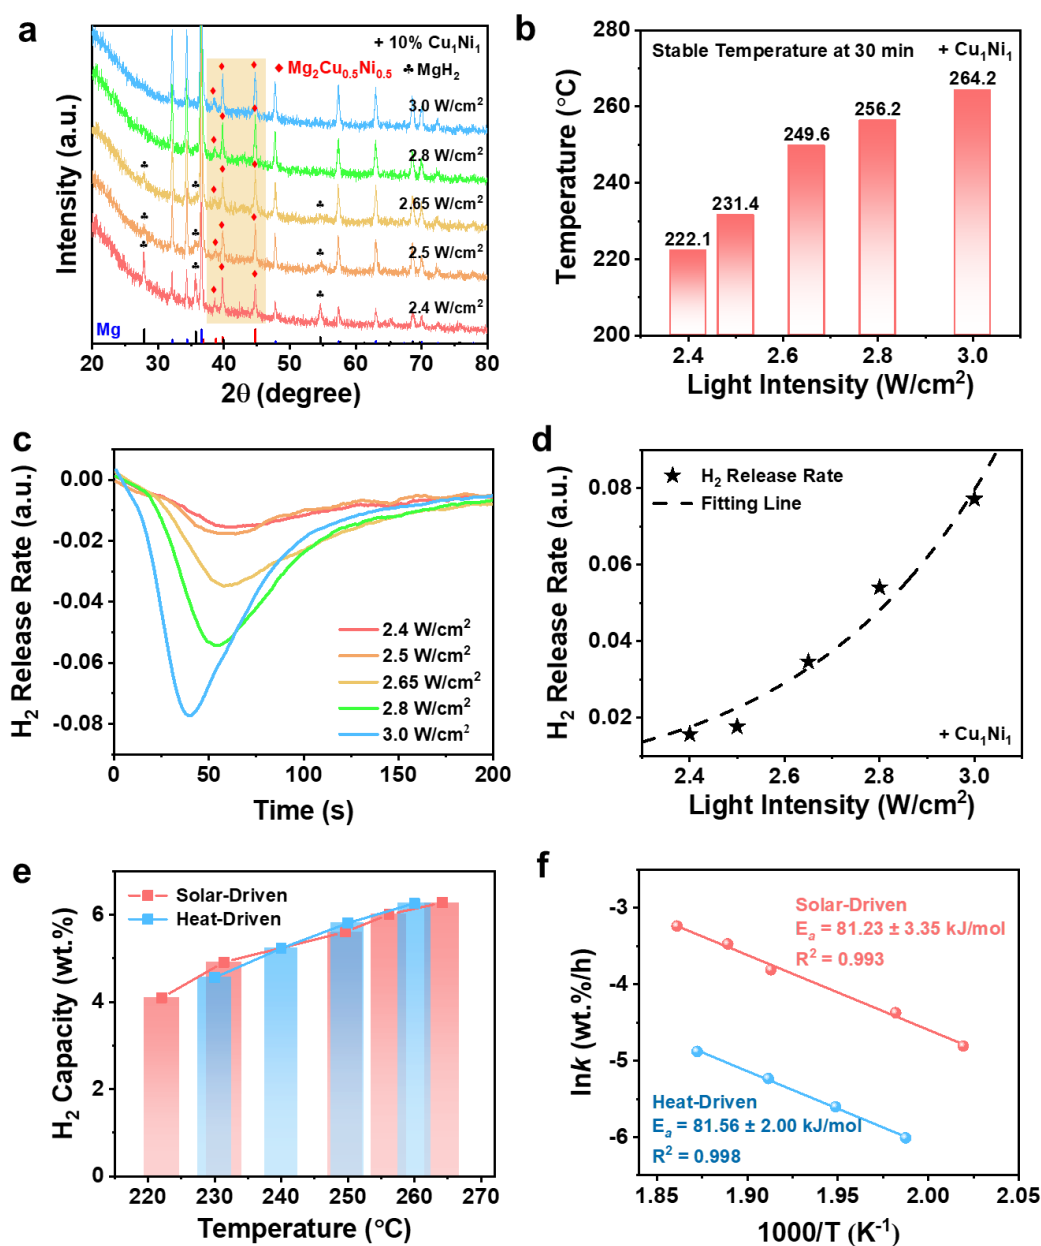 a
+ 10% Cu₁Ni₁
♦ Mg₂Cu₀.₅Ni₀.₅ ♣ MgH₂
3.0 W/cm²
2.8 W/cm²
2.65 W/cm²
2.5 W/cm²
2.4 W/cm²
Mg
Intensity (a.u.)
20 30 40 50 60 70 80
2θ (degree)
b
Stable Temperature at 30 min + Cu₁Ni₁
222.1 231.4 249.6 256.2 264.2
280
260
240
220
200
Temperature (°C)
2.4 2.6 2.8 3.0
Light Intensity (W/cm²)
c
0.00
-0.02
-0.04
-0.06
-0.08
H₂ Release Rate (a.u.)
2.4 W/cm²
2.5 W/cm²
2.65 W/cm²
2.8 W/cm²
3.0 W/cm²
0 50 100 150 200
Time (s)
d
★ H₂ Release Rate
Fitting Line
0.08
0.06
0.04
0.02
H₂ Release Rate (a.u.)
+ Cu₁Ni₁
2.4 2.6 2.8 3.0
Light Intensity (W/cm²)
e
Solar-Driven
Heat-Driven
6
4
2
0
H₂ Capacity (wt.%)
220 230 240 250 260 270
Temperature (°C)
f
Solar-Driven
Eₐ = 81.23 ± 3.35 kJ/mol
R² = 0.993
Heat-Driven
Eₐ = 81.56 ± 2.00 kJ/mol
R² = 0.998
-3
-4
-5
-6
lnk (wt.%/h)
1.85 1.90 1.95 2.00 2.05
1000/T (K⁻¹)